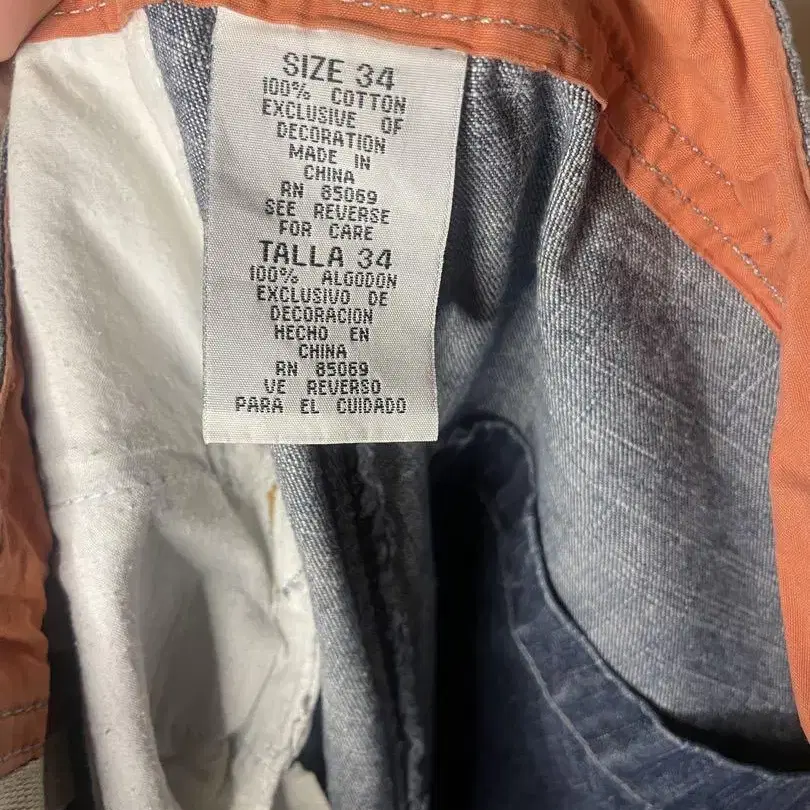 SIZE 34
100% COTTON
EXCLUSIVE OF
DECORATION
MADE IN
CHINA
RN 85069
SEE REVERSE
FOR CARE
TALLA 34
100% ALGODON
EXCLUSIVO DE
DECORACION
HECHO EN
CHINA
RN 85069
VE REVERSO
PARA EL CUIDADO